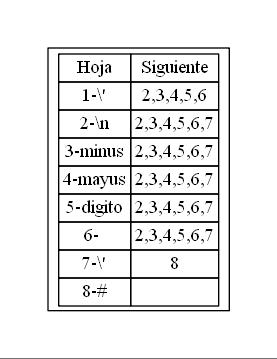 Hoja Siguiente
1-\' 2,3,4,5,6
2-\n 2,3,4,5,6,7
3-minus 2,3,4,5,6,7
4-mayus 2,3,4,5,6,7
5-digito 2,3,4,5,6,7
6- 2,3,4,5,6,7
7-\' 8
8-#